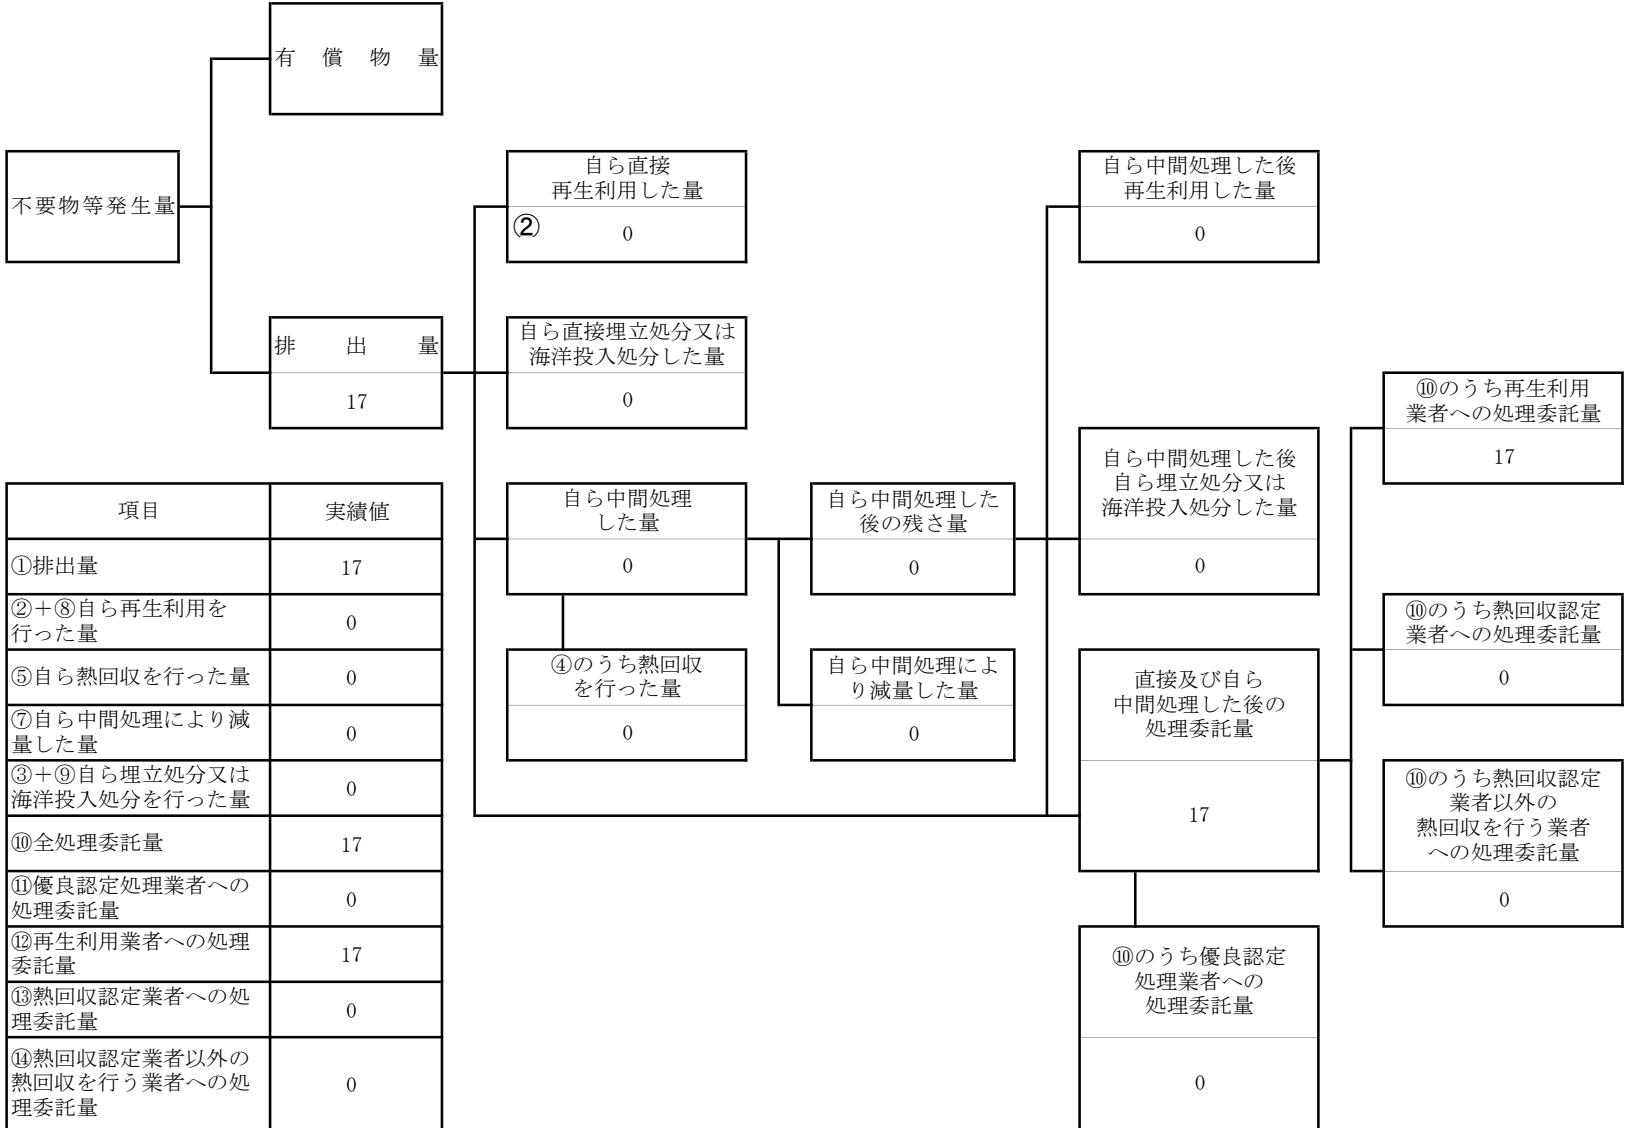 有償物量
不要物等発生量
自ら直接
再生利用した量
②
0
自ら中間処理した後
再生利用した量
0
排出量
17
自ら直接埋立処分又は
海洋投入処分した量
0
⑩のうち再生利用
業者への処理委託量
17
自ら中間処理した後
自ら埋立処分又は
海洋投入処分した量
0
自ら中間処理
した量
0
自ら中間処理した
後の残さ量
0
④のうち熱回収
を行った量
0
自ら中間処理によ
り減量した量
0
⑩のうち熱回収認定
業者への処理委託量
0
直接及び自ら
中間処理した後の
処理委託量
17
⑩のうち熱回収認定
業者以外の
熱回収を行う業者
への処理委託量
0
⑩のうち優良認定
処理業者への
処理委託量
0
項目 実績値
①排出量 17
②＋⑧自ら再生利用を
行った量 0
⑤自ら熱回収を行った量 0
⑦自ら中間処理により減
量した量 0
③＋⑨自ら埋立処分又は
海洋投入処分を行った量 0
⑩全処理委託量 17
⑪優良認定処理業者への
処理委託量 0
⑫再生利用業者への処理
委託量 17
⑬熱回収認定業者への処
理委託量 0
⑭熱回収認定業者以外の
熱回収を行う業者への処
理委託量 0